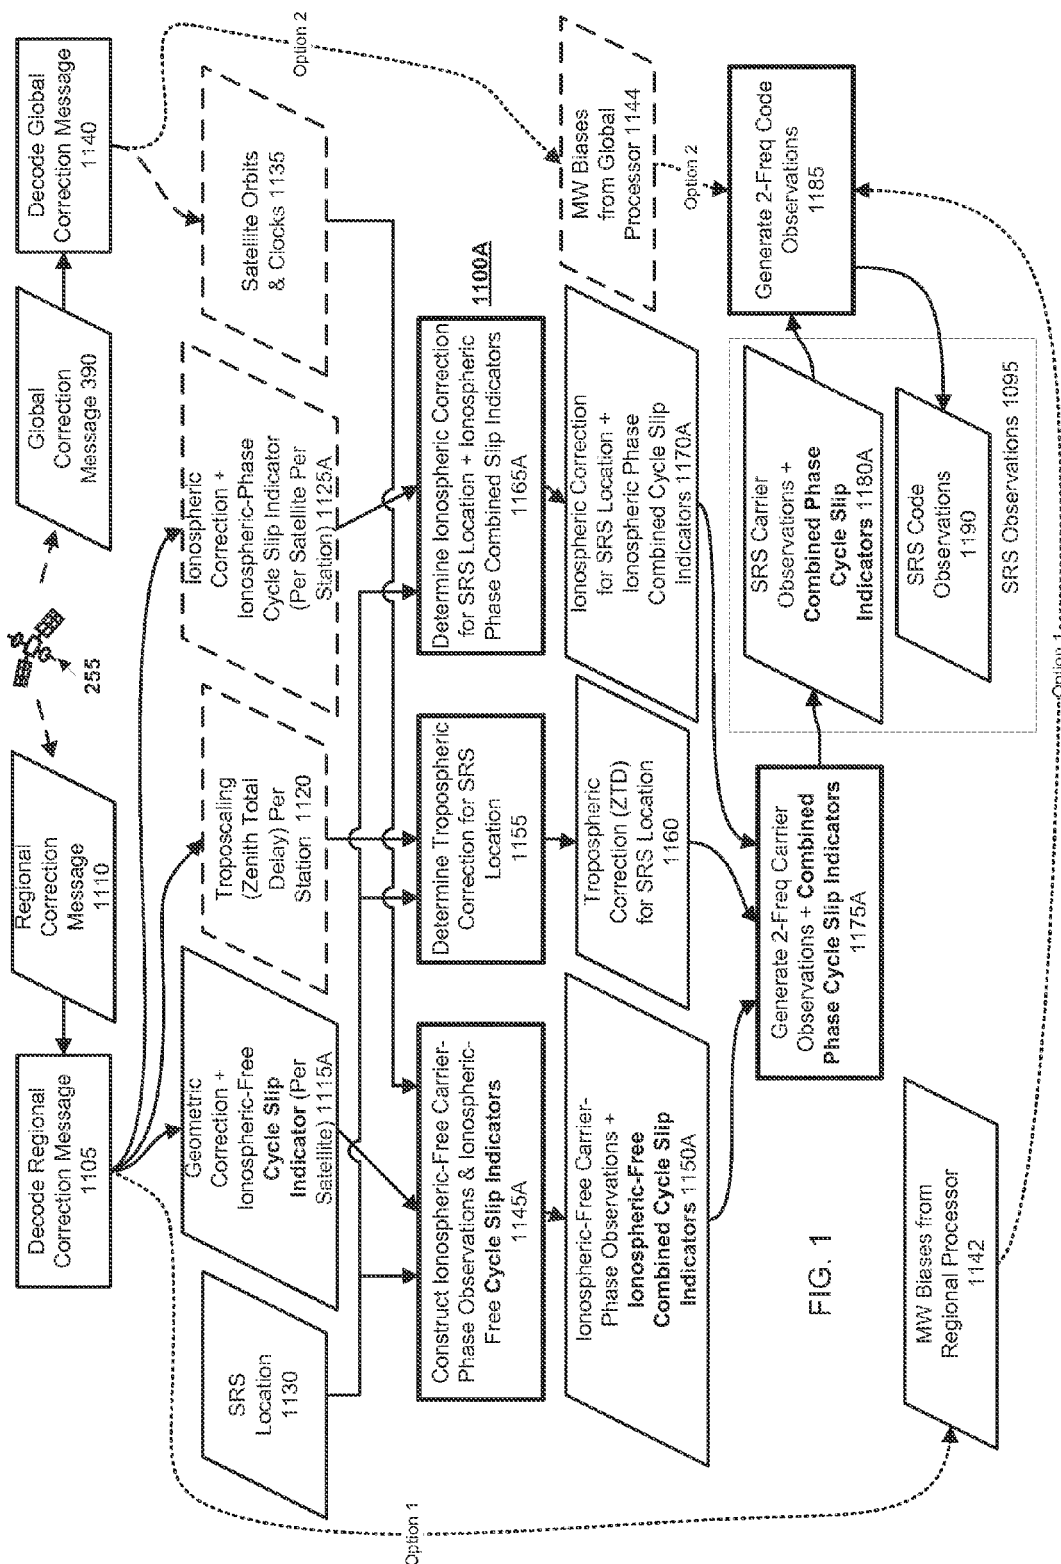 Decode Regional
Correction Message
1105
Regional
Correction
Message
1110
255
Global
Correction
Message 390
Decode Global
Correction Message
1140
Option 1
Option 2
SRS
Location
1130
Geometric
Correction +
Ionospheric-Free
Cycle Slip
Indicator (Per
Satellite) 1115A
Troposcaling
(Zenith Total
Delay) Per
Station 1120
Ionospheric
Correction +
Ionospheric-Phase
Cycle Slip Indicator
(Per Satellite Per
Station) 1125A
Satellite Orbits
& Clocks 1135
1100A
Construct Ionospheric-Free Carrier-
Phase Observations & Ionospheric-
Free Cycle Slip Indicators
1145A
Determine Tropospheric
Correction for SRS
Location
1155
Determine Ionospheric Correction
for SRS Location + Ionospheric
Phase Combined Slip Indicators
1165A
Ionospheric-Free Carrier-
Phase Observations +
Ionospheric-Free
Combined Cycle Slip
Indicators 1150A
Tropospheric
Correction (ZTD)
for SRS Location
1160
Ionospheric Correction
for SRS Location +
Ionospheric Phase
Combined Cycle Slip
Indicators 1170A
MW Biases
from Global
Processor 1144
Option 2
Generate 2-Freq Carrier
Observations + Combined
Phase Cycle Slip Indicators
1175A
SRS Carrier
Observations +
Combined Phase
Cycle Slip
Indicators 1180A
Generate 2-Freq Code
Observations
1185
SRS Code
Observations
1190
SRS Observations 1095
FIG. 1
MW Biases from
Regional Processor
1142
Option 1